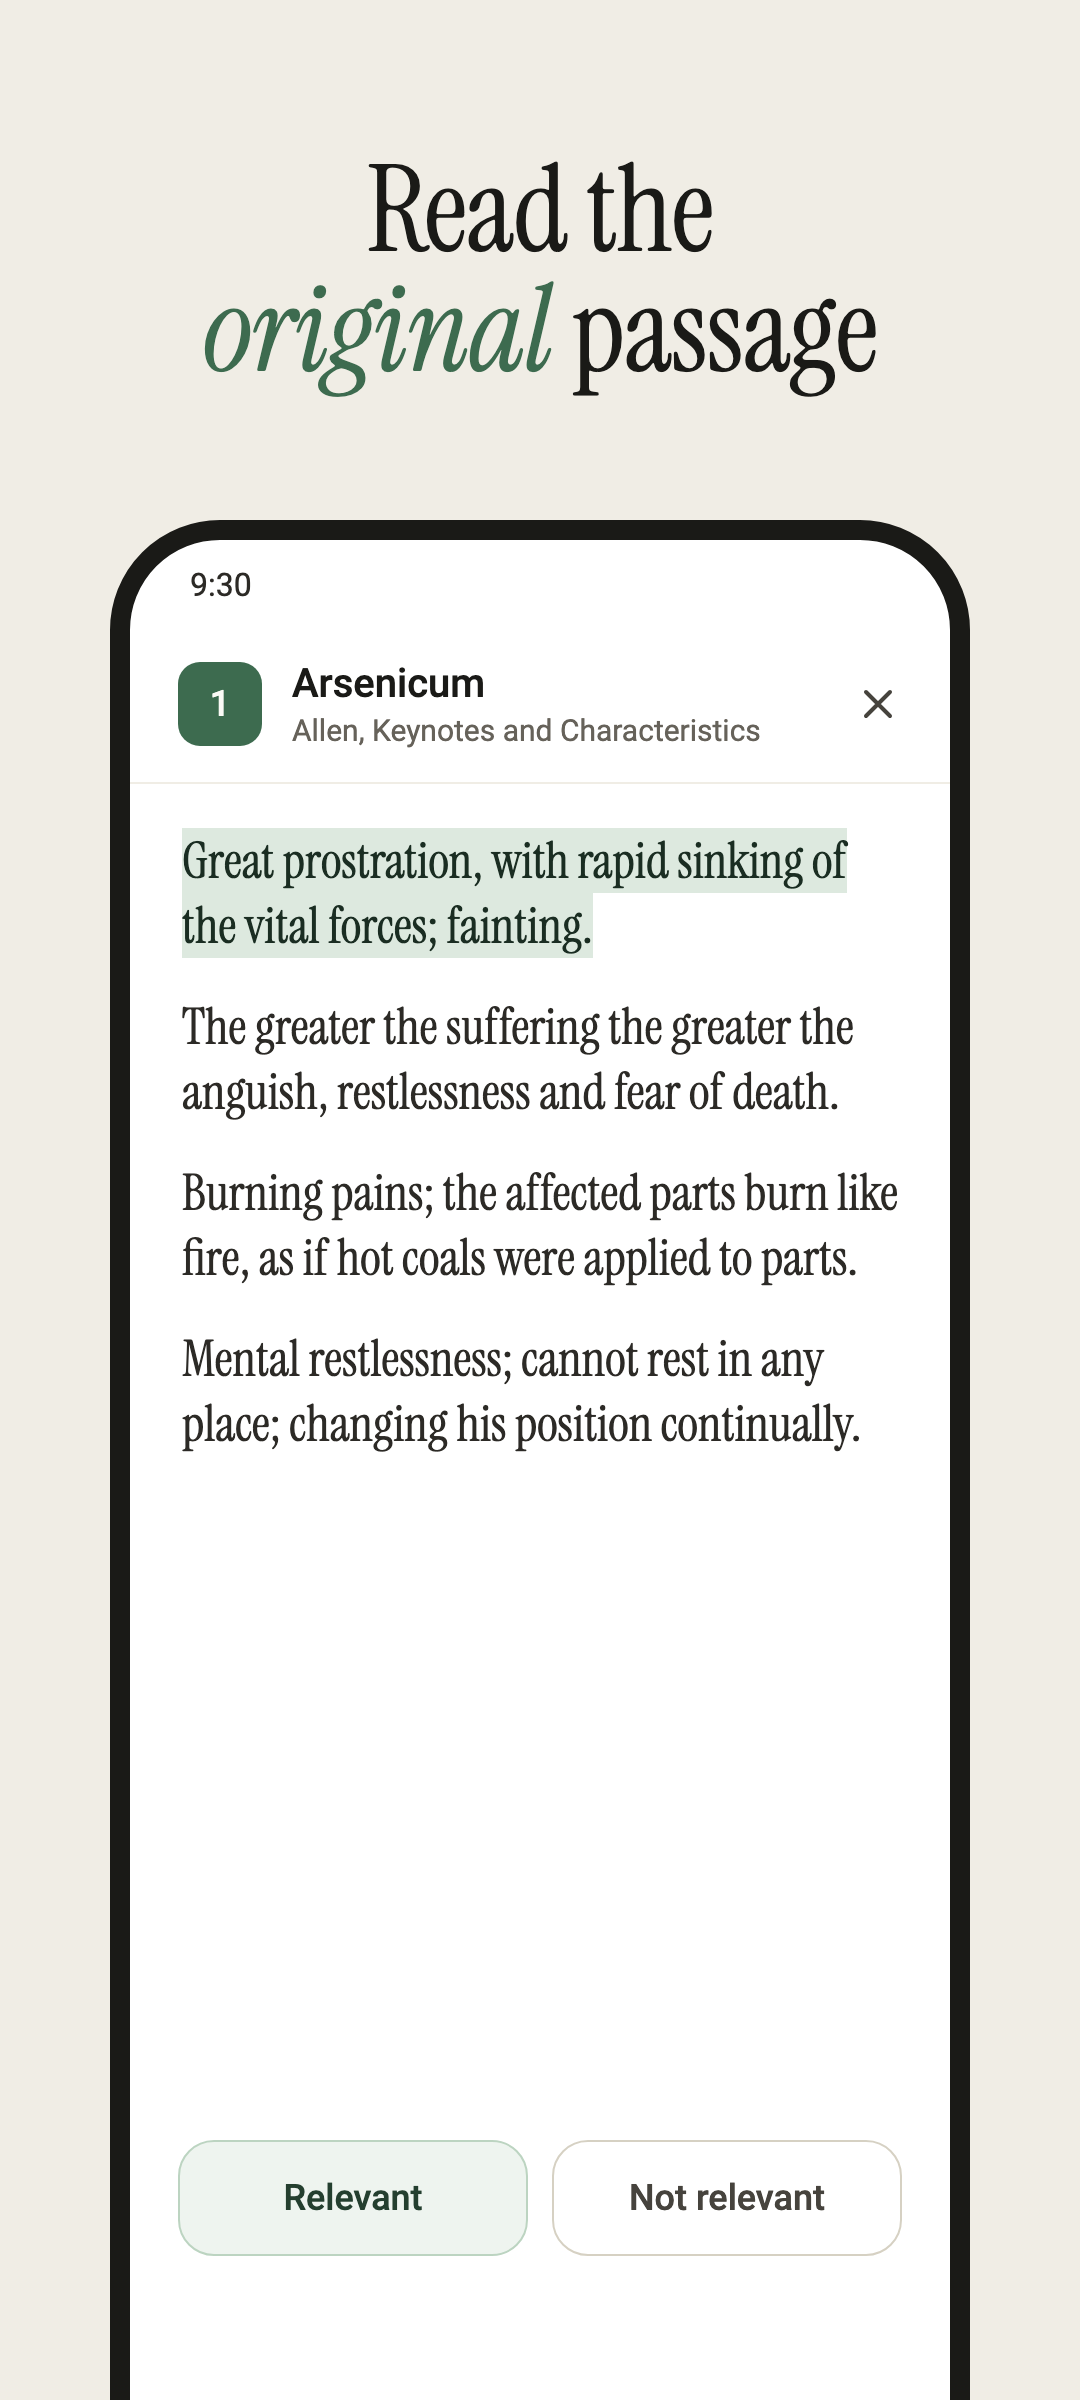 Read the
original passage
9:30
1
Arsenicum
Allen, Keynotes and Characteristics
Great prostration, with rapid sinking of
the vital forces; fainting.
The greater the suffering the greater the
anguish, restlessness and fear of death.
Burning pains; the affected parts burn like
fire, as if hot coals were applied to parts.
Mental restlessness; cannot rest in any
place; changing his position continually.
Relevant
Not relevant